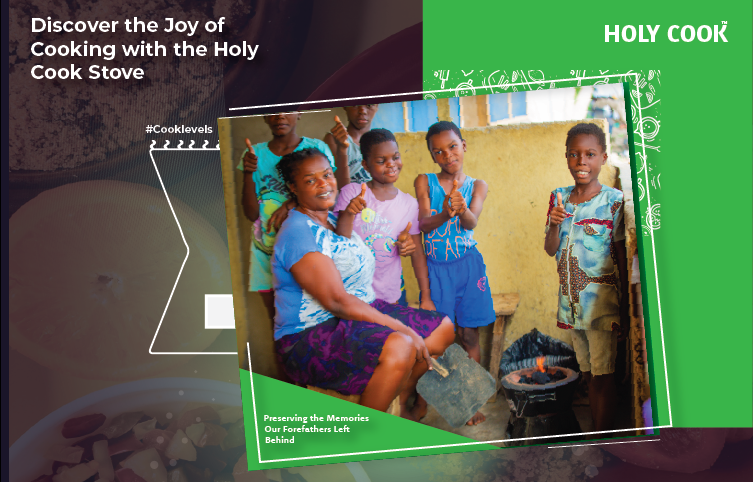 Discover the Joy of
Cooking with the Holy
Cook Stove
HOLY COOK™
#Cooklevels
Preserving the Memories
Our Forefathers Left
Behind